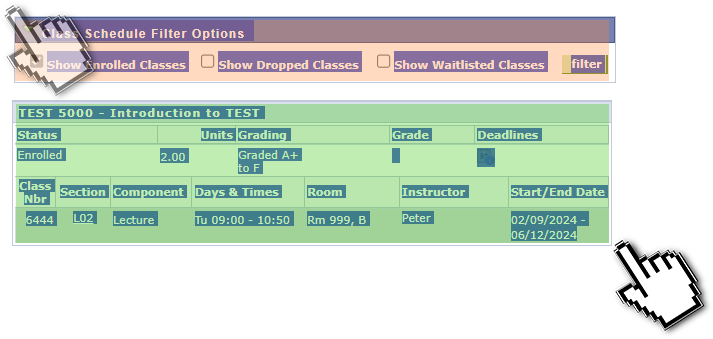 Class Schedule Filter Options
Show Enrolled Classes Show Dropped Classes Show Waitlisted Classes filter
TEST 5000 - Introduction to TEST
Status Units Grading Grade Deadlines
Enrolled 2.00 Graded A+
to F
Class
Nbr Section Component Days & Times Room Instructor Start/End Date
6444 L02 Lecture Tu 09:00 - 10:50 Rm 999, B Peter 02/09/2024 -
06/12/2024